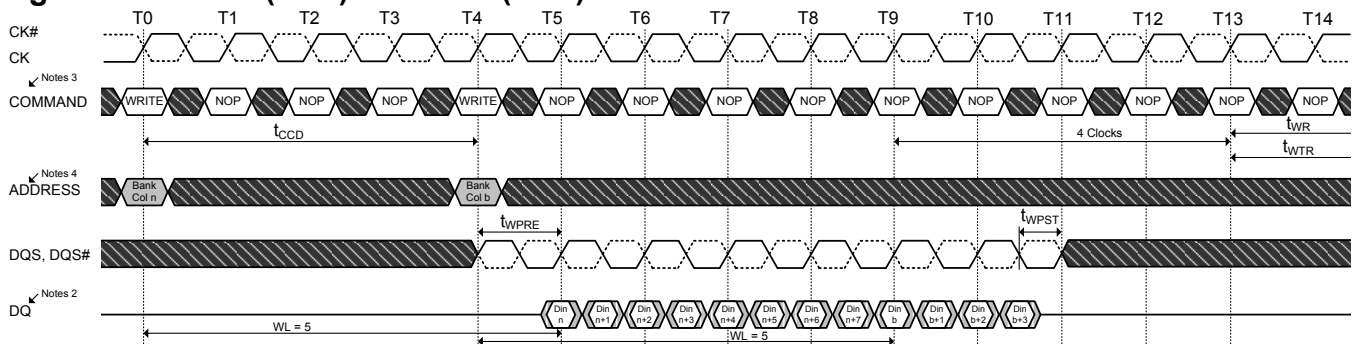 T0 T1 T2 T3 T4 T5 T6 T7 T8 T9 T10 T11 T12 T13 T14
CK#
CK
Notes 3
COMMAND WRITE NOP NOP NOP WRITE NOP NOP NOP NOP NOP NOP NOP NOP NOP NOP
tCCD 4 Clocks tWR
tWTR
Notes 4
ADDRESS Bank Col n Bank Col b
tWPRE tWPST
DQS, DQS#
Notes 2
DQ Din n Din n+1 Din n+2 Din n+3 Din n+4 Din n+5 Din n+6 Din n+7 Din b Din b+1 Din b+2 Din b+3
WL = 5 WL = 5